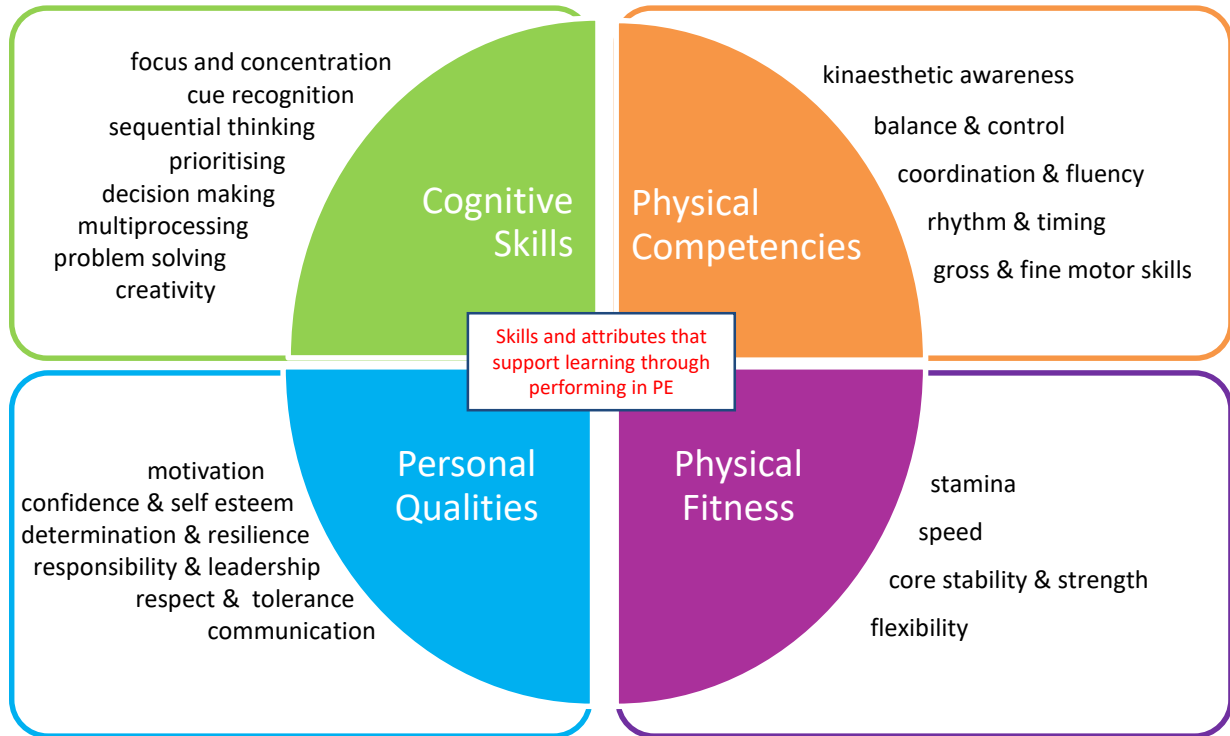 focus and concentration
cue recognition
sequential thinking
prioritising
decision making
multiprocessing
problem solving
creativity
Cognitive
Skills
Physical
Competencies
kinaesthetic awareness
balance & control
coordination & fluency
rhythm & timing
gross & fine motor skills
Skills and attributes that
support learning through
performing in PE
motivation
confidence & self esteem
determination & resilience
responsibility & leadership
respect &  tolerance
communication
Personal
Qualities
Physical
Fitness
stamina
speed
core stability & strength
flexibility